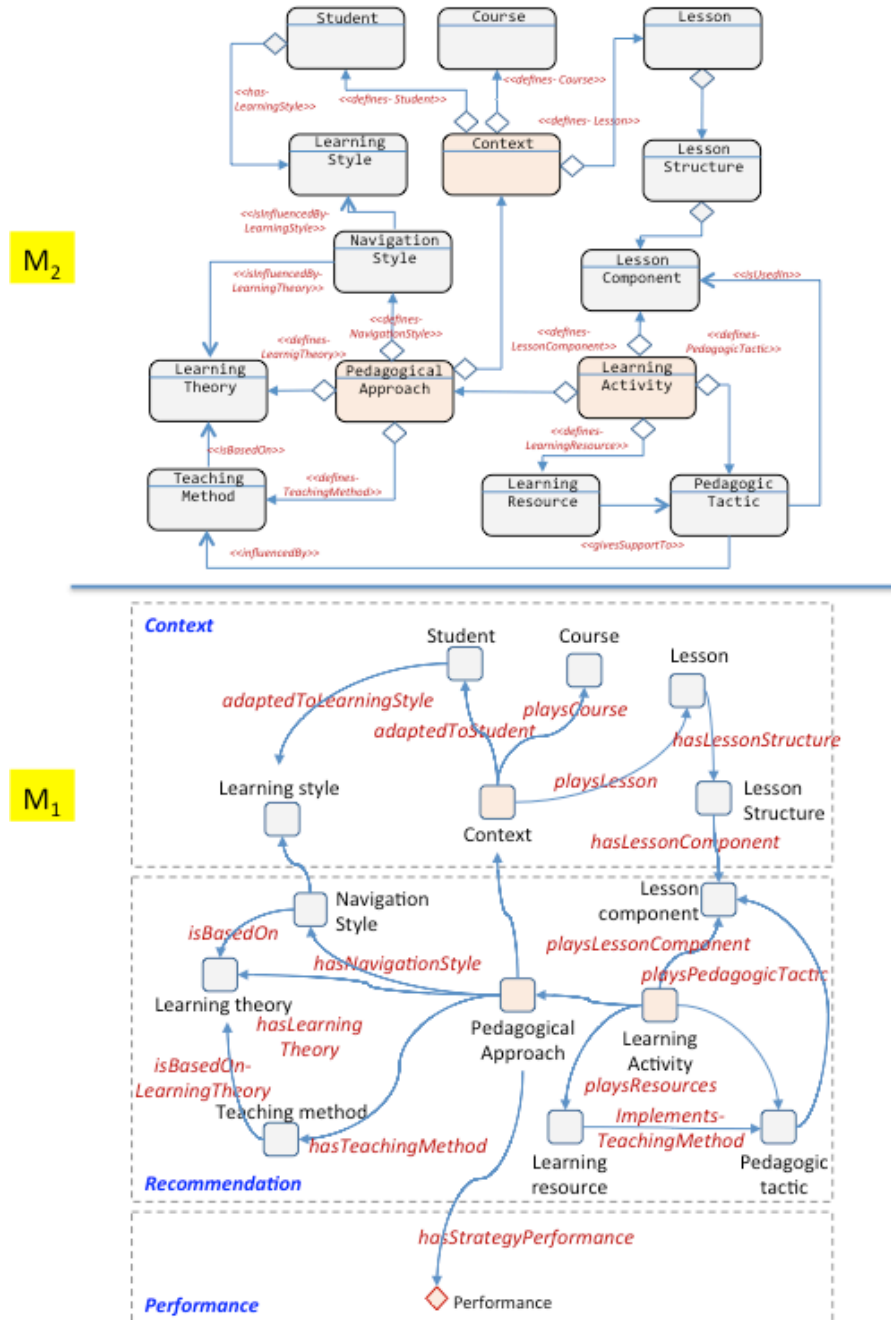 Student
Course
Lesson
<<has-
LearningStyle>>
<<defines- Student>>
<<defines- Course>>
<<defines- Lesson>>
Learning
Style
Context
Lesson
Structure
<<isInfluencedBy-
LearningStyle>>
M2
Navigation
Style
Lesson
Component
<<isInfluencedBy-
LearningTheory>>
<<isUsedIn>>
<<defines-
NavigationStyle>>
<<defines-
LearnigTheory>>
<<defines-
LessonComponent>>
<<defines-
PedagogicTactic>>
Learning
Theory
Pedagogical
Approach
Learning
Activity
<<isBasedOn>>
<<defines-
TeachingMethod>>
<<defines-
LearningResource>>
Teaching
Method
Learning
Resource
Pedagogic
Tactic
<<influencedBy>>
<<givesSupportTo>>
Context
Student
Course
Lesson
adaptedToLearningStyle
playsCourse
adaptedToStudent
hasLessonStructure
playsLesson
M1
Learning style
Context
Lesson
Structure
hasLessonComponent
Navigation
Style
Lesson
component
isBasedOn
playsLessonComponent
hasNavigationStyle
playsPedagogicTactic
Learning theory
hasLearning
Theory
Pedagogical
Approach
Learning
Activity
isBasedOn-
LearningTheory
playsResources
Teaching method
Implements-
TeachingMethod
hasTeachingMethod
Learning
resource
Pedagogic
tactic
Recommendation
hasStrategyPerformance
Performance
Performance